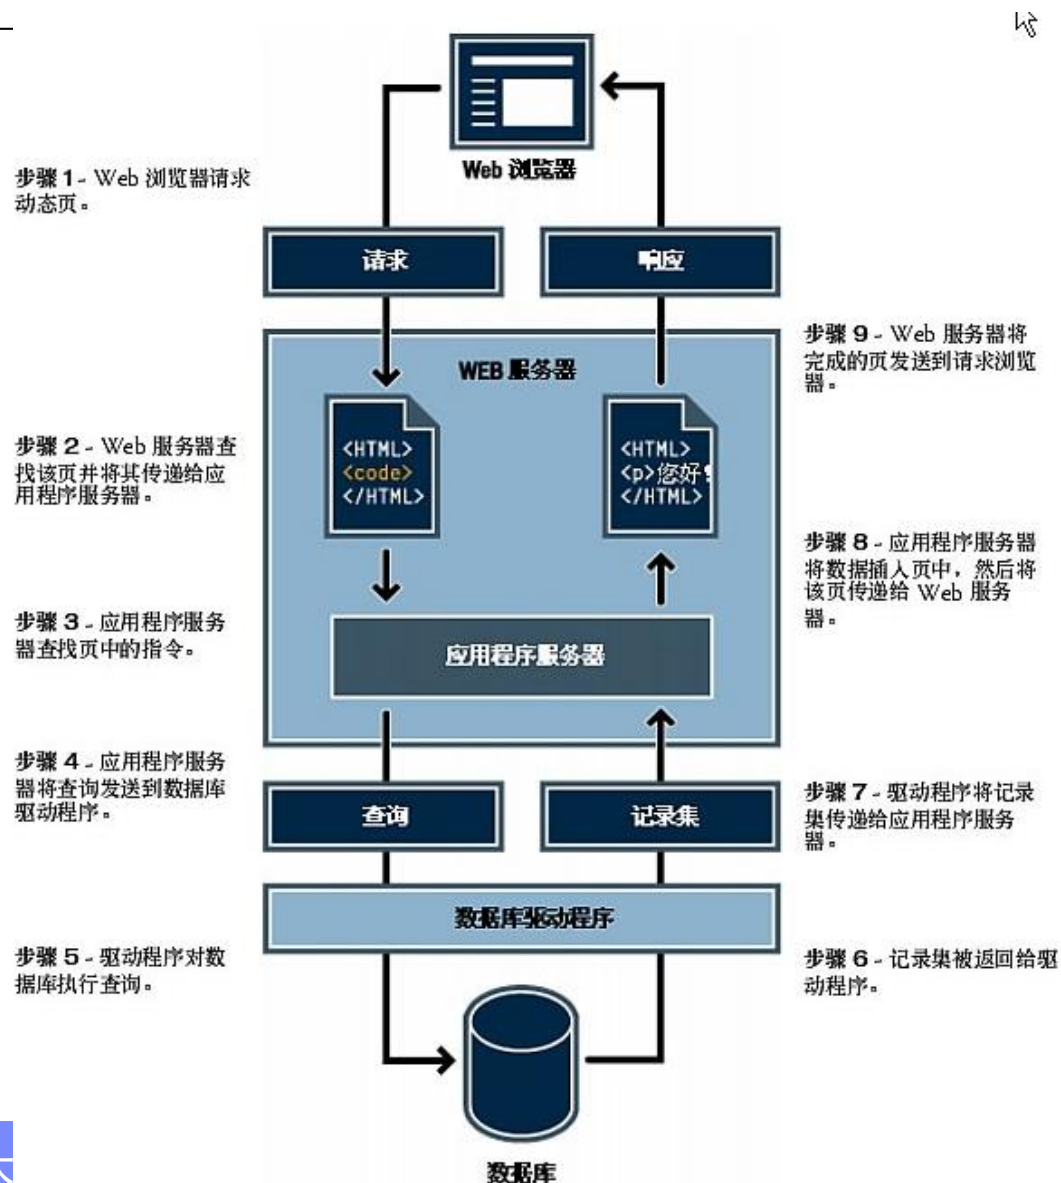 Web 浏览器
步骤 1 - Web 浏览器请求
动态页。
请求
响应
步骤 9 - Web 服务器将
完成的页发送到请求浏览
器。
WEB 服务器
步骤 2 - Web 服务器查
找该页并将其传递给应
用程序服务器。
<HTML>
<code>
</HTML>
<HTML>
<p>您好!
</HTML>
步骤 8 - 应用程序服务器
将数据插入页中，然后将
该页传递给 Web 服务
器。
步骤 3 - 应用程序服务
器查找页中的指令。
应用程序服务器
步骤 4 - 应用程序服务
器将查询发送到数据库
驱动程序。
查询
记录集
步骤 7 - 驱动程序将记录
集传递给应用程序服务
器。
数据库驱动程序
步骤 5 - 驱动程序对数
据库执行查询。
步骤 6 - 记录集被返回给驱
动程序。
数据库